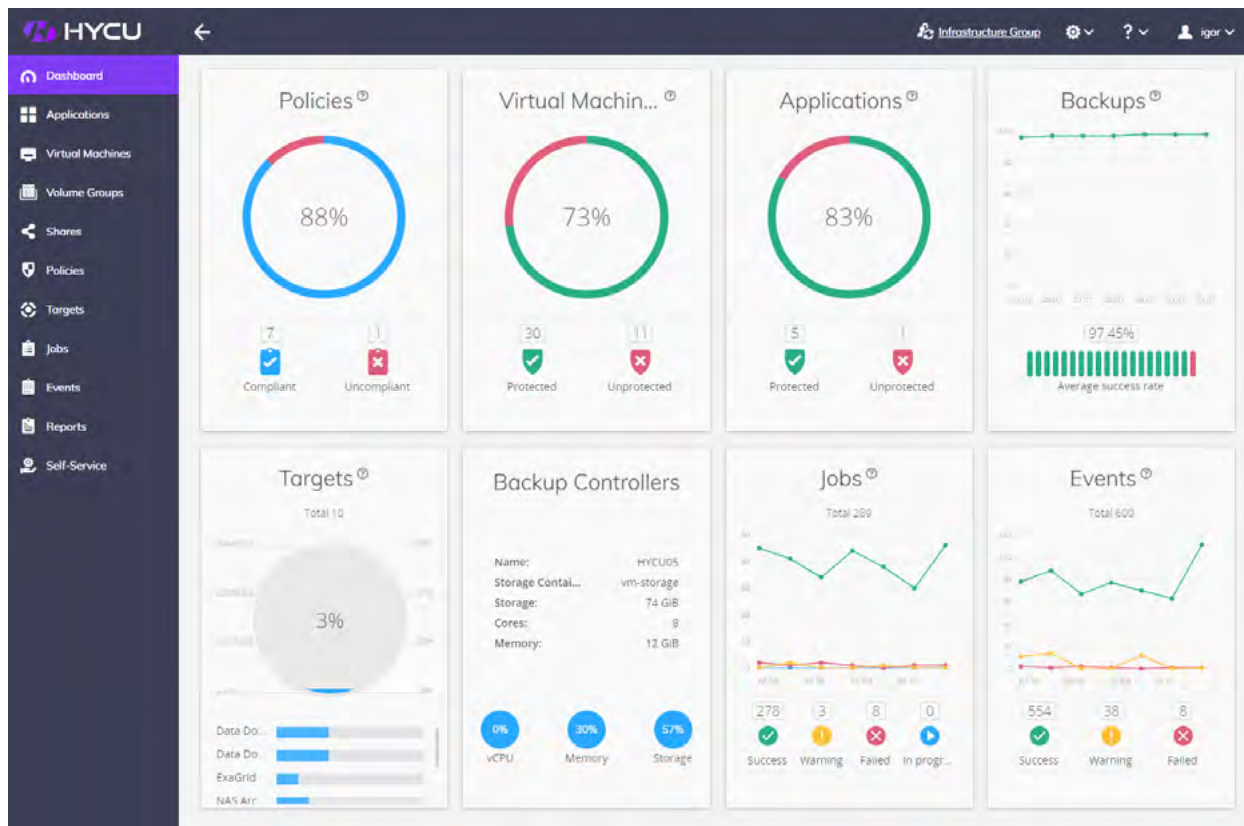 HYCU
Infrastructure Group
?
igor
Dashboard
Applications
Virtual Machines
Volume Groups
Shares
Policies
Targets
Jobs
Events
Reports
Self-Service
Policies
88%
7
1
Compliant
Uncompliant
Virtual Machin...
73%
30
11
Protected
Unprotected
Applications
83%
5
1
Protected
Unprotected
Backups
97.45%
Average success rate
Targets
Total 10
3%
Data Do...
Data Do
ExaGrid
NAS Arr
Backup Controllers
Name: HYCU05
Storage Contai... vm-storage
Storage: 74 GiB
Cores: 8
Memory: 12 GiB
0%
30%
57%
vCPU
Memory
Storage
Jobs
Total 289
278
3
8
0
Success
Warning
Failed
In progr...
Events
Total 600
554
38
8
Success
Warning
Failed